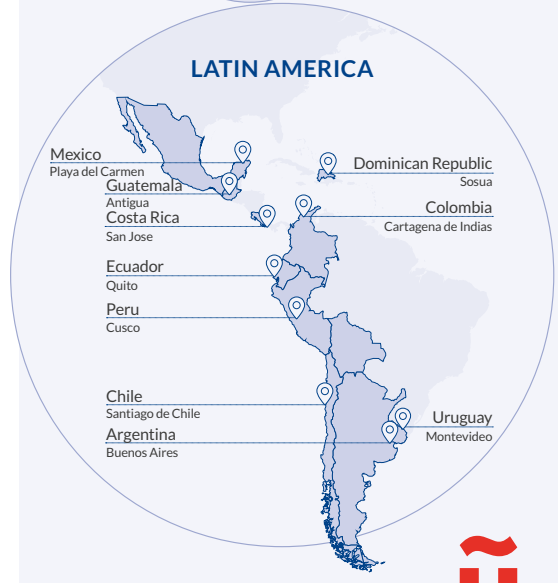 LATIN AMERICA
Mexico
Playa del Carmen
Guatemala
Antigua
Costa Rica
San Jose
Ecuador
Quito
Peru
Cusco
Chile
Santiago de Chile
Argentina
Buenos Aires
Dominican Republic
Sosua
Colombia
Cartagena de Indias
Uruguay
Montevideo
ñ